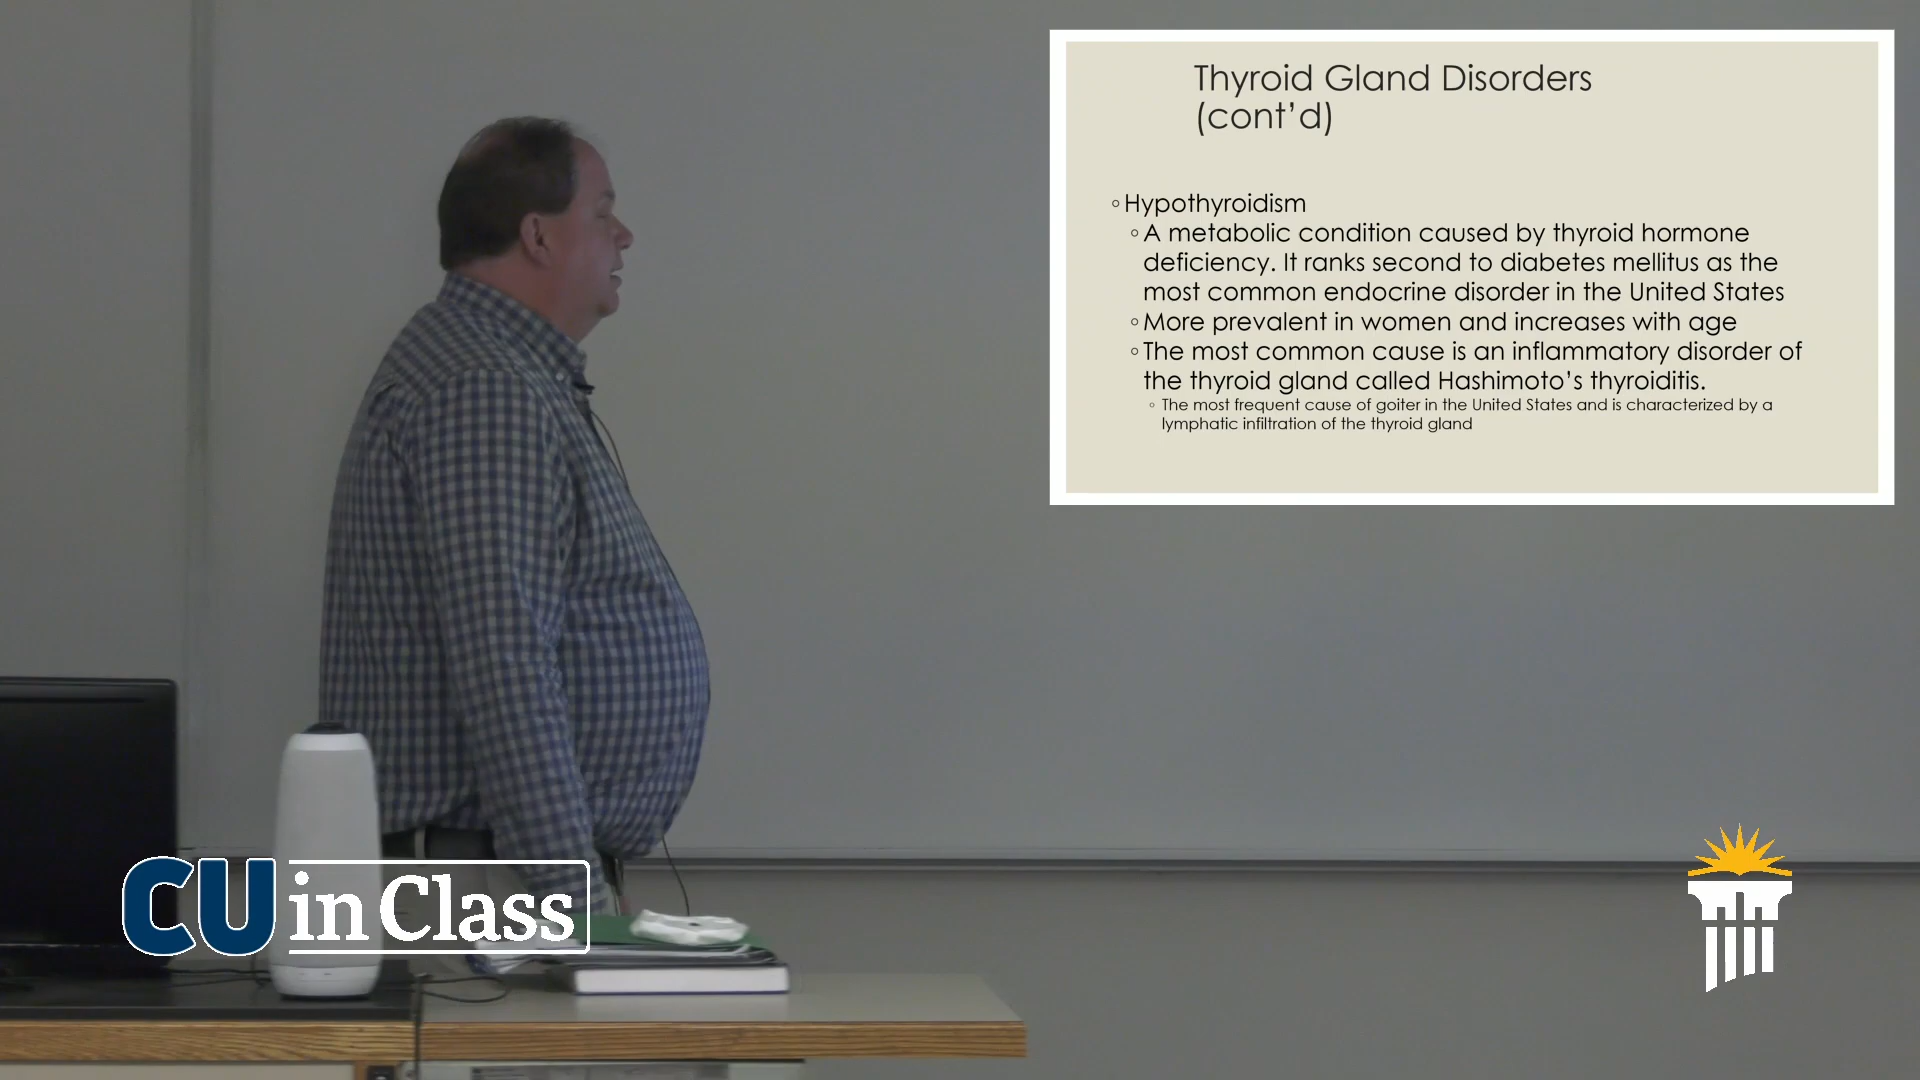 Thyroid Gland Disorders
(cont’d)
◦Hypothyroidism
◦A metabolic condition caused by thyroid hormone
deficiency. It ranks second to diabetes mellitus as the
most common endocrine disorder in the United States
◦More prevalent in women and increases with age
◦The most common cause is an inflammatory disorder of
the thyroid gland called Hashimoto’s thyroiditis.
◦ The most frequent cause of goiter in the United States and is characterized by a
lymphatic infiltration of the thyroid gland
CU in Class